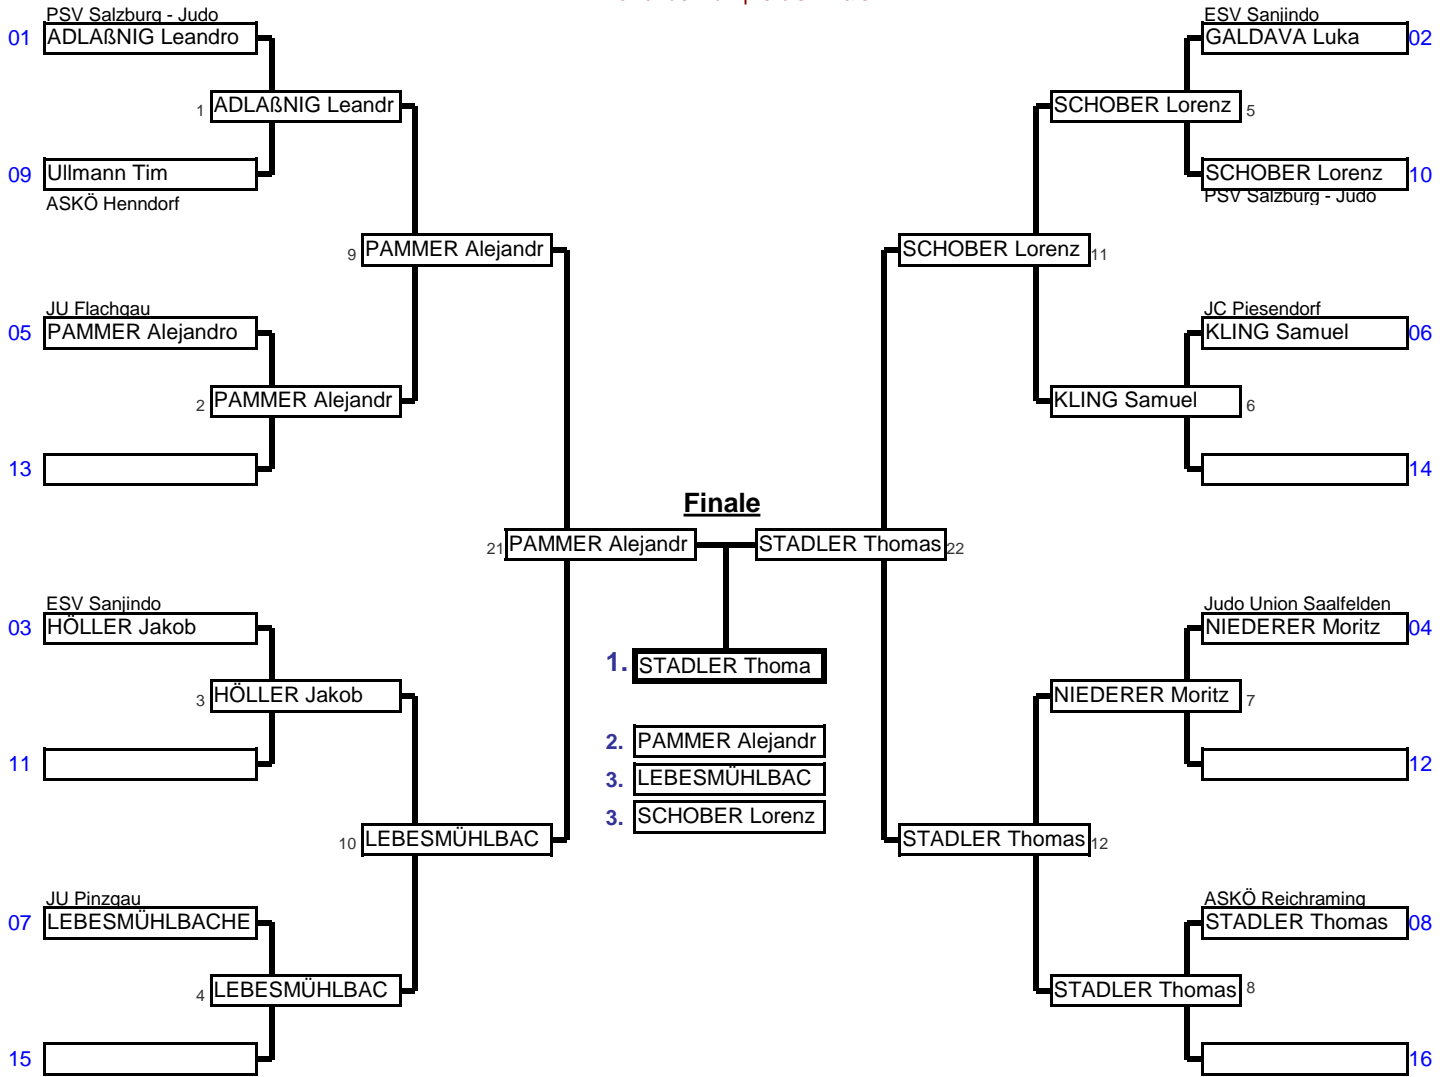 PSV Salzburg - Judo
01 ADLAßNIG Leandro
1 ADLAßNIG Leandr
09 Ullmann Tim
ASKÖ Henndorf
9 PAMMER Alejandr
JU Flachgau
05 PAMMER Alejandro
2 PAMMER Alejandr
13
21 PAMMER Alejandr
ESV Sanjindo
03 HÖLLER Jakob
3 HÖLLER Jakob
11
10 LEBESMÜHLBAC
JU Pinzgau
07 LEBESMÜHLBACHE
4 LEBESMÜHLBAC
15
Finale
1. STADLER Thoma
2. PAMMER Alejandr
3. LEBESMÜHLBAC
3. SCHOBER Lorenz
ESV Sanjindo
GALDAVA Luka 02
SCHOBER Lorenz 5
SCHOBER Lorenz 10
PSV Salzburg - Judo
SCHOBER Lorenz 11
JC Piesendorf
KLING Samuel 06
KLING Samuel 6
14
STADLER Thomas 22
Judo Union Saalfelden
NIEDERER Moritz 04
NIEDERER Moritz 7
12
STADLER Thomas 12
ASKÖ Reichraming
STADLER Thomas 08
STADLER Thomas 8
16